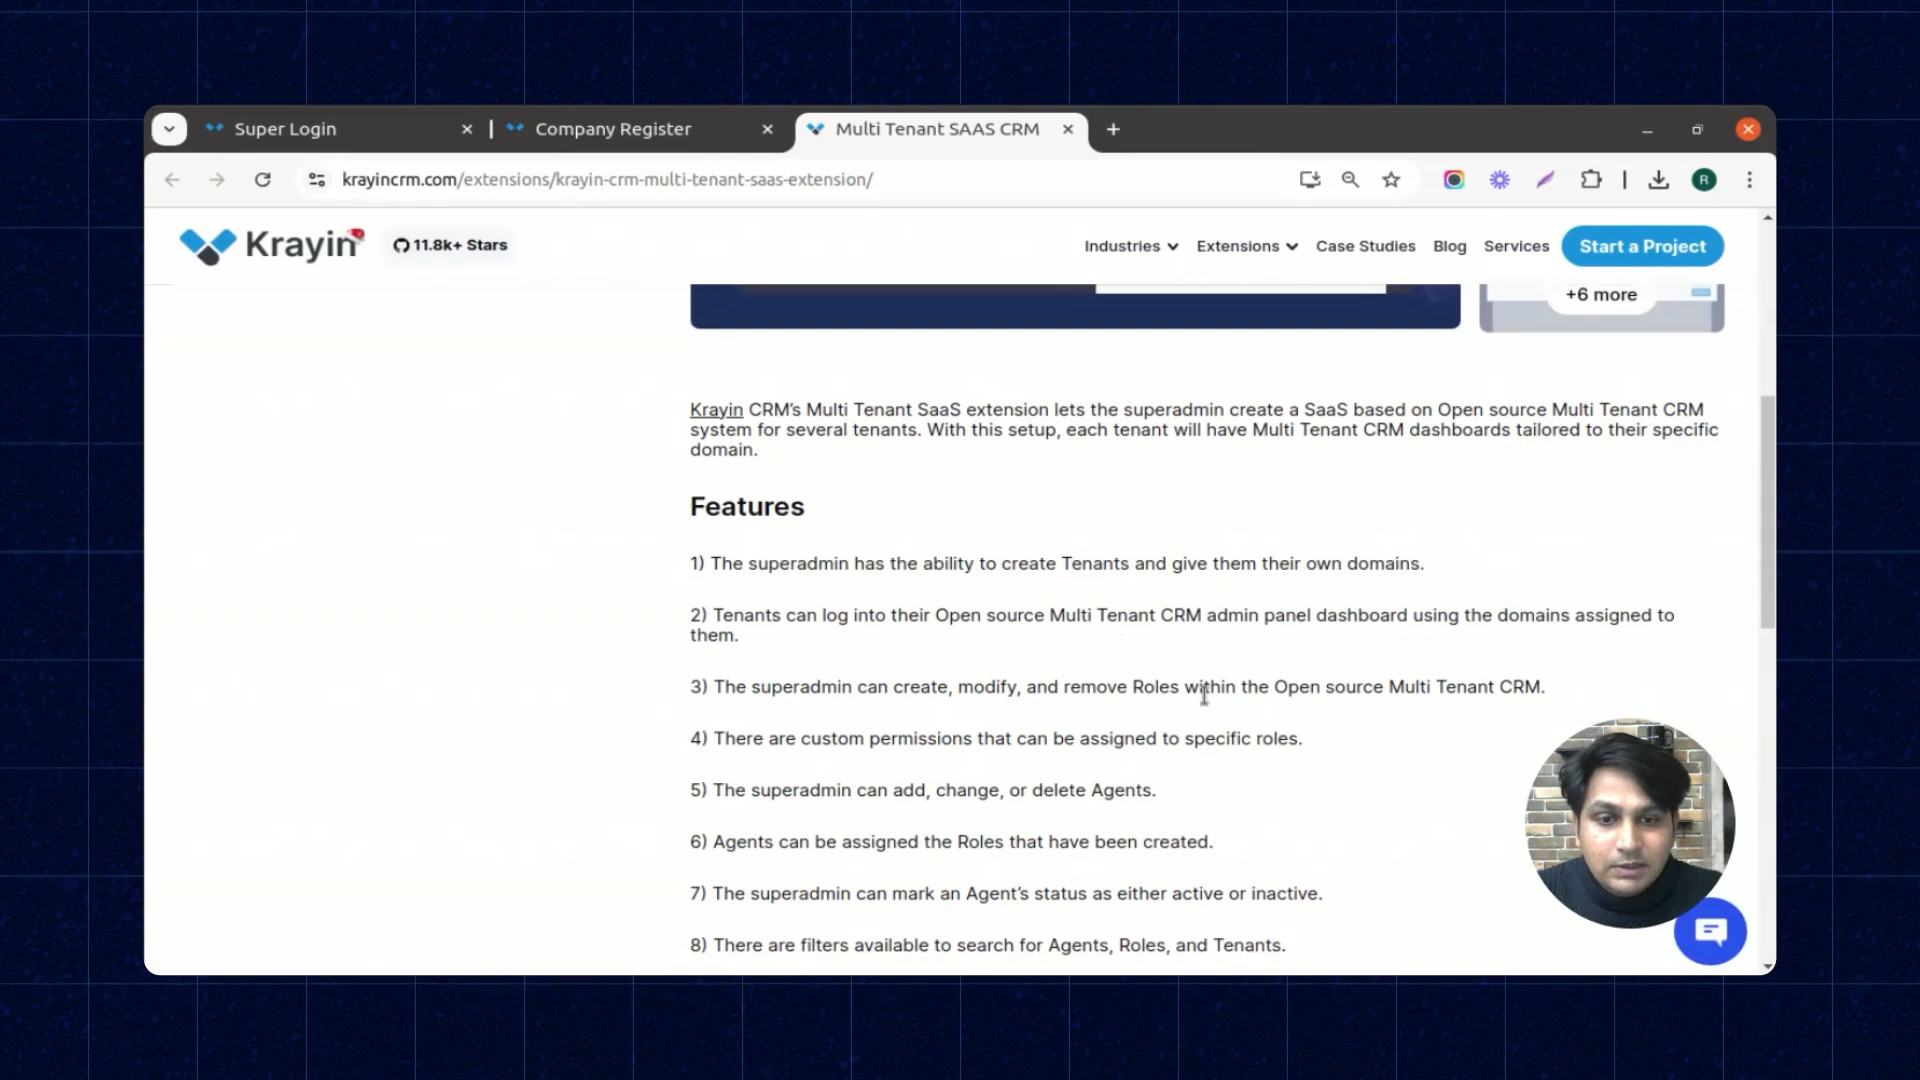 Super Login
Company Register
Multi Tenant SAAS CRM
krayincrm.com/extensions/krayin-crm-multi-tenant-saas-extension/
R
Krayin
11.8k+ Stars
Industries
Extensions
Case Studies
Blog
Services
Start a Project
+6 more
Krayin CRM's Multi Tenant SaaS extension lets the superadmin create a SaaS based on Open source Multi Tenant CRM
system for several tenants. With this setup, each tenant will have Multi Tenant CRM dashboards tailored to their specific
domain.
Features
1) The superadmin has the ability to create Tenants and give them their own domains.
2) Tenants can log into their Open source Multi Tenant CRM admin panel dashboard using the domains assigned to
them.
3) The superadmin can create, modify, and remove Roles within the Open source Multi Tenant CRM.
4) There are custom permissions that can be assigned to specific roles.
5) The superadmin can add, change, or delete Agents.
6) Agents can be assigned the Roles that have been created.
7) The superadmin can mark an Agent's status as either active or inactive.
8) There are filters available to search for Agents, Roles, and Tenants.